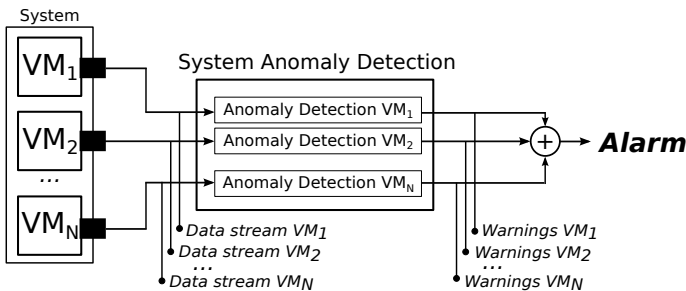 System
VM1
VM2
...
VMN
System Anomaly Detection
Anomaly Detection VM1
Anomaly Detection VM2
Anomaly Detection VMN
+
Alarm
Data stream VM1
Data stream VM2
...
Data stream VMN
Warnings VM1
Warnings VM2
...
Warnings VMN